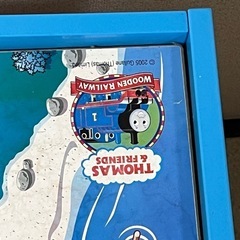 © 2005 Gullane (Thomas) Limited
WOODEN RAILWAY
1
THOMAS
& FRIENDS